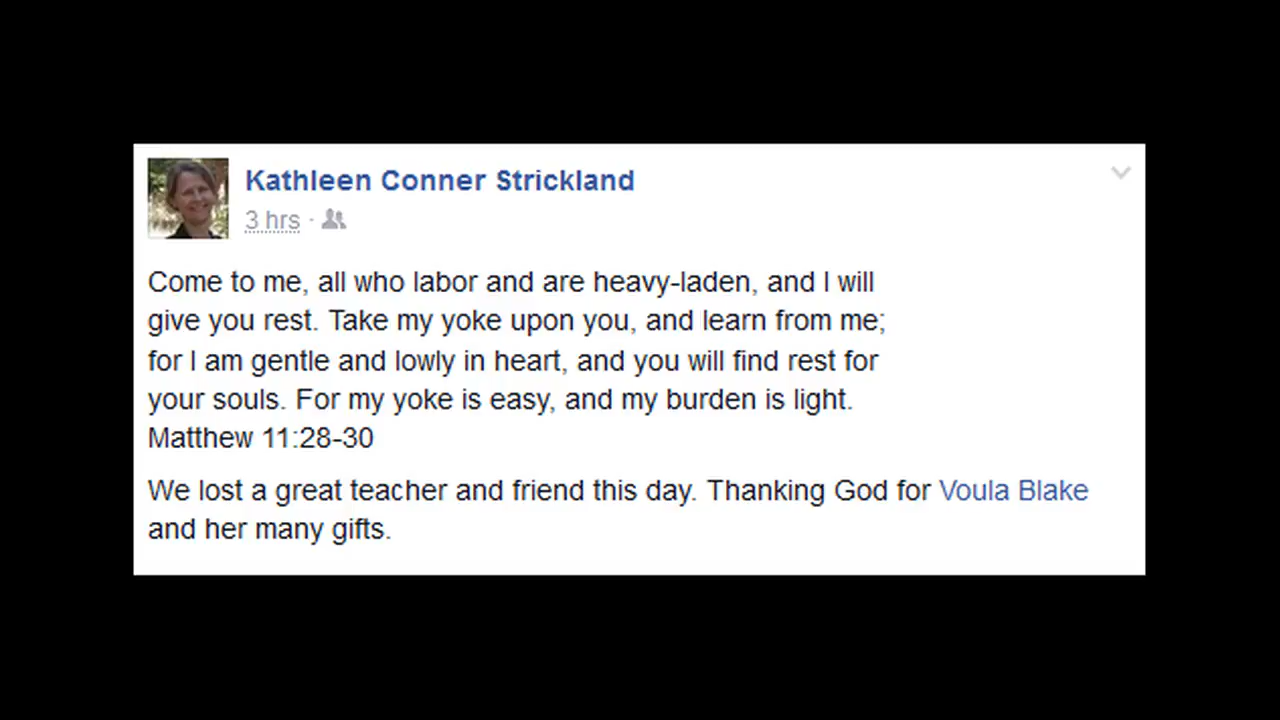 Kathleen Conner Strickland
3 hrs ·
Come to me, all who labor and are heavy-laden, and I will
give you rest. Take my yoke upon you, and learn from me;
for I am gentle and lowly in heart, and you will find rest for
your souls. For my yoke is easy, and my burden is light.
Matthew 11:28-30
We lost a great teacher and friend this day. Thanking God for Voula Blake
and her many gifts.